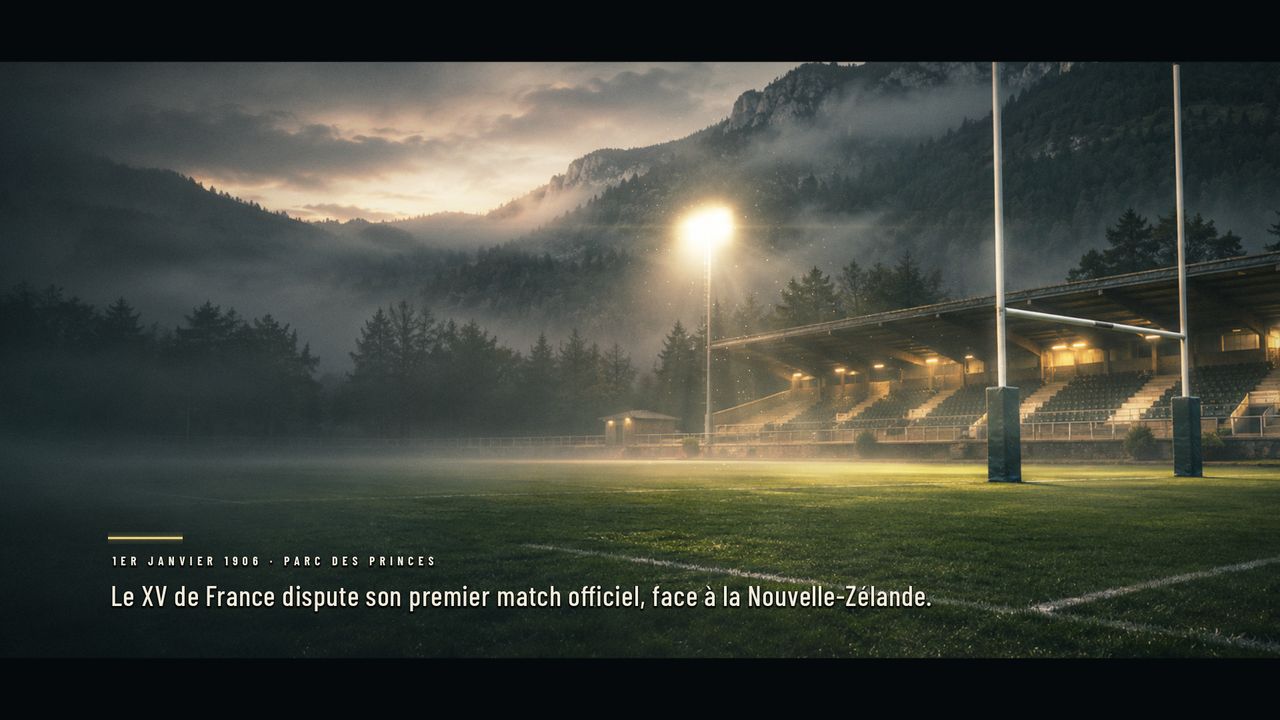 1ER JANVIER 1906 · PARC DES PRINCES
Le XV de France dispute son premier match officiel, face à la Nouvelle-Zélande.